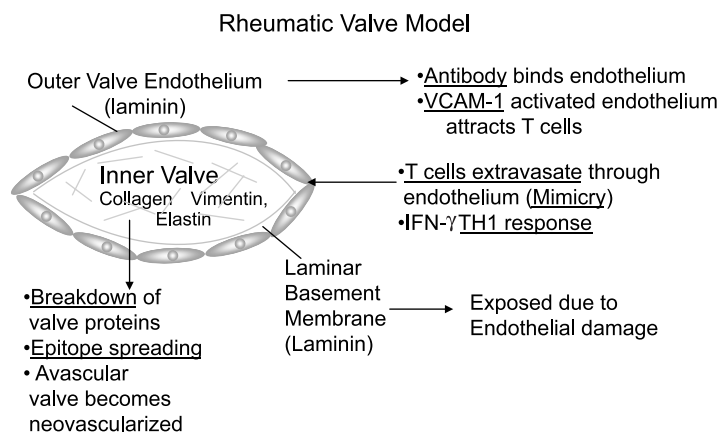 Rheumatic Valve Model
Outer Valve Endothelium
(laminin)
•Antibody binds endothelium
•VCAM-1 activated endothelium
attracts T cells
Inner Valve
Collagen Vimentin,
Elastin
•T cells extravasate through
endothelium (Mimicry)
•IFN-γ TH1 response
•Breakdown of
valve proteins
•Epitope spreading
• Avascular
valve becomes
neovascularized
Laminar
Basement
Membrane
(Laminin)
Exposed due to
Endothelial damage